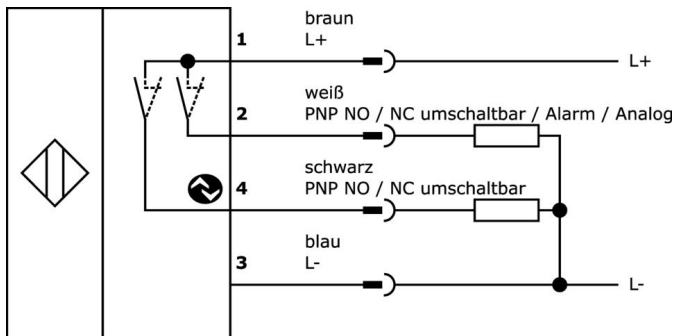 braun
1 L+ L+
weiß
2 PNP NO / NC umschaltbar / Alarm / Analog
schwarz
4 PNP NO / NC umschaltbar
blau
3 L- L-